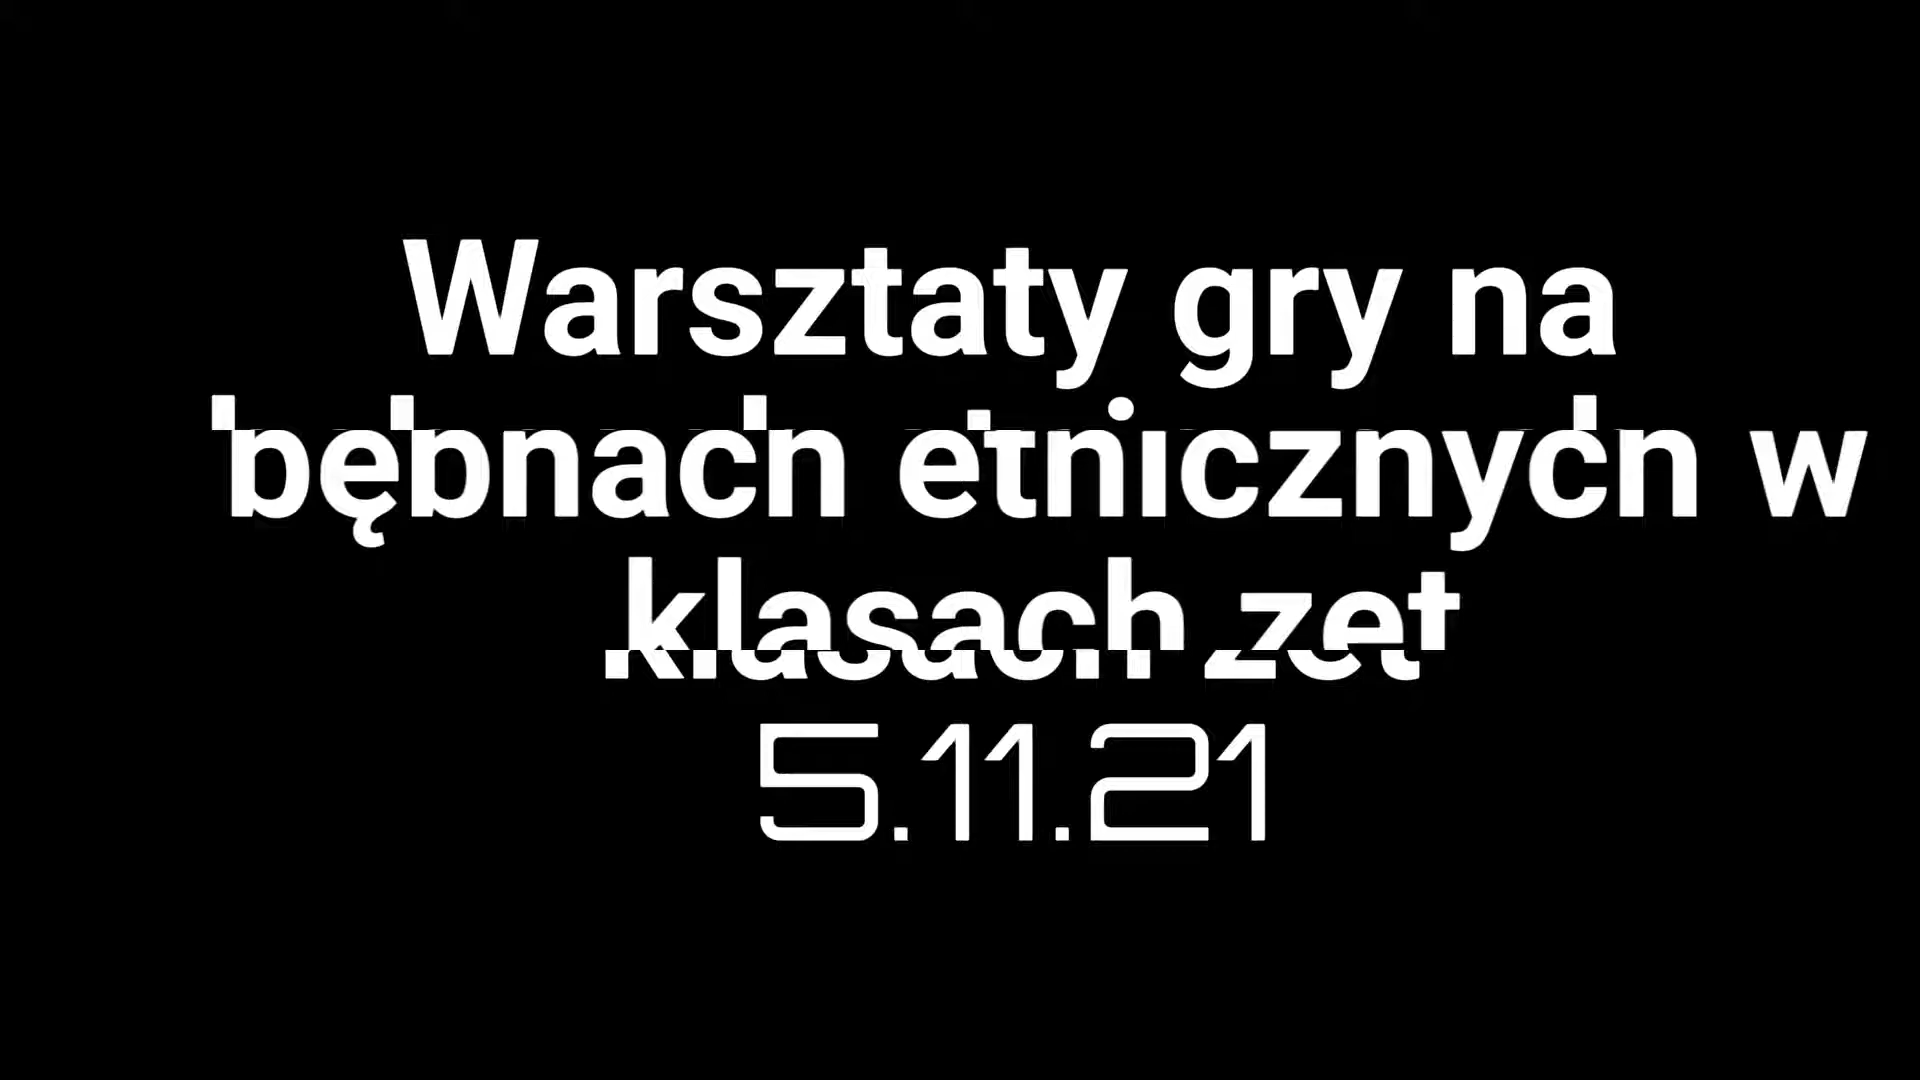 Warsztaty gry na
bębnach etnicznych w
klasach zet
5.11.21